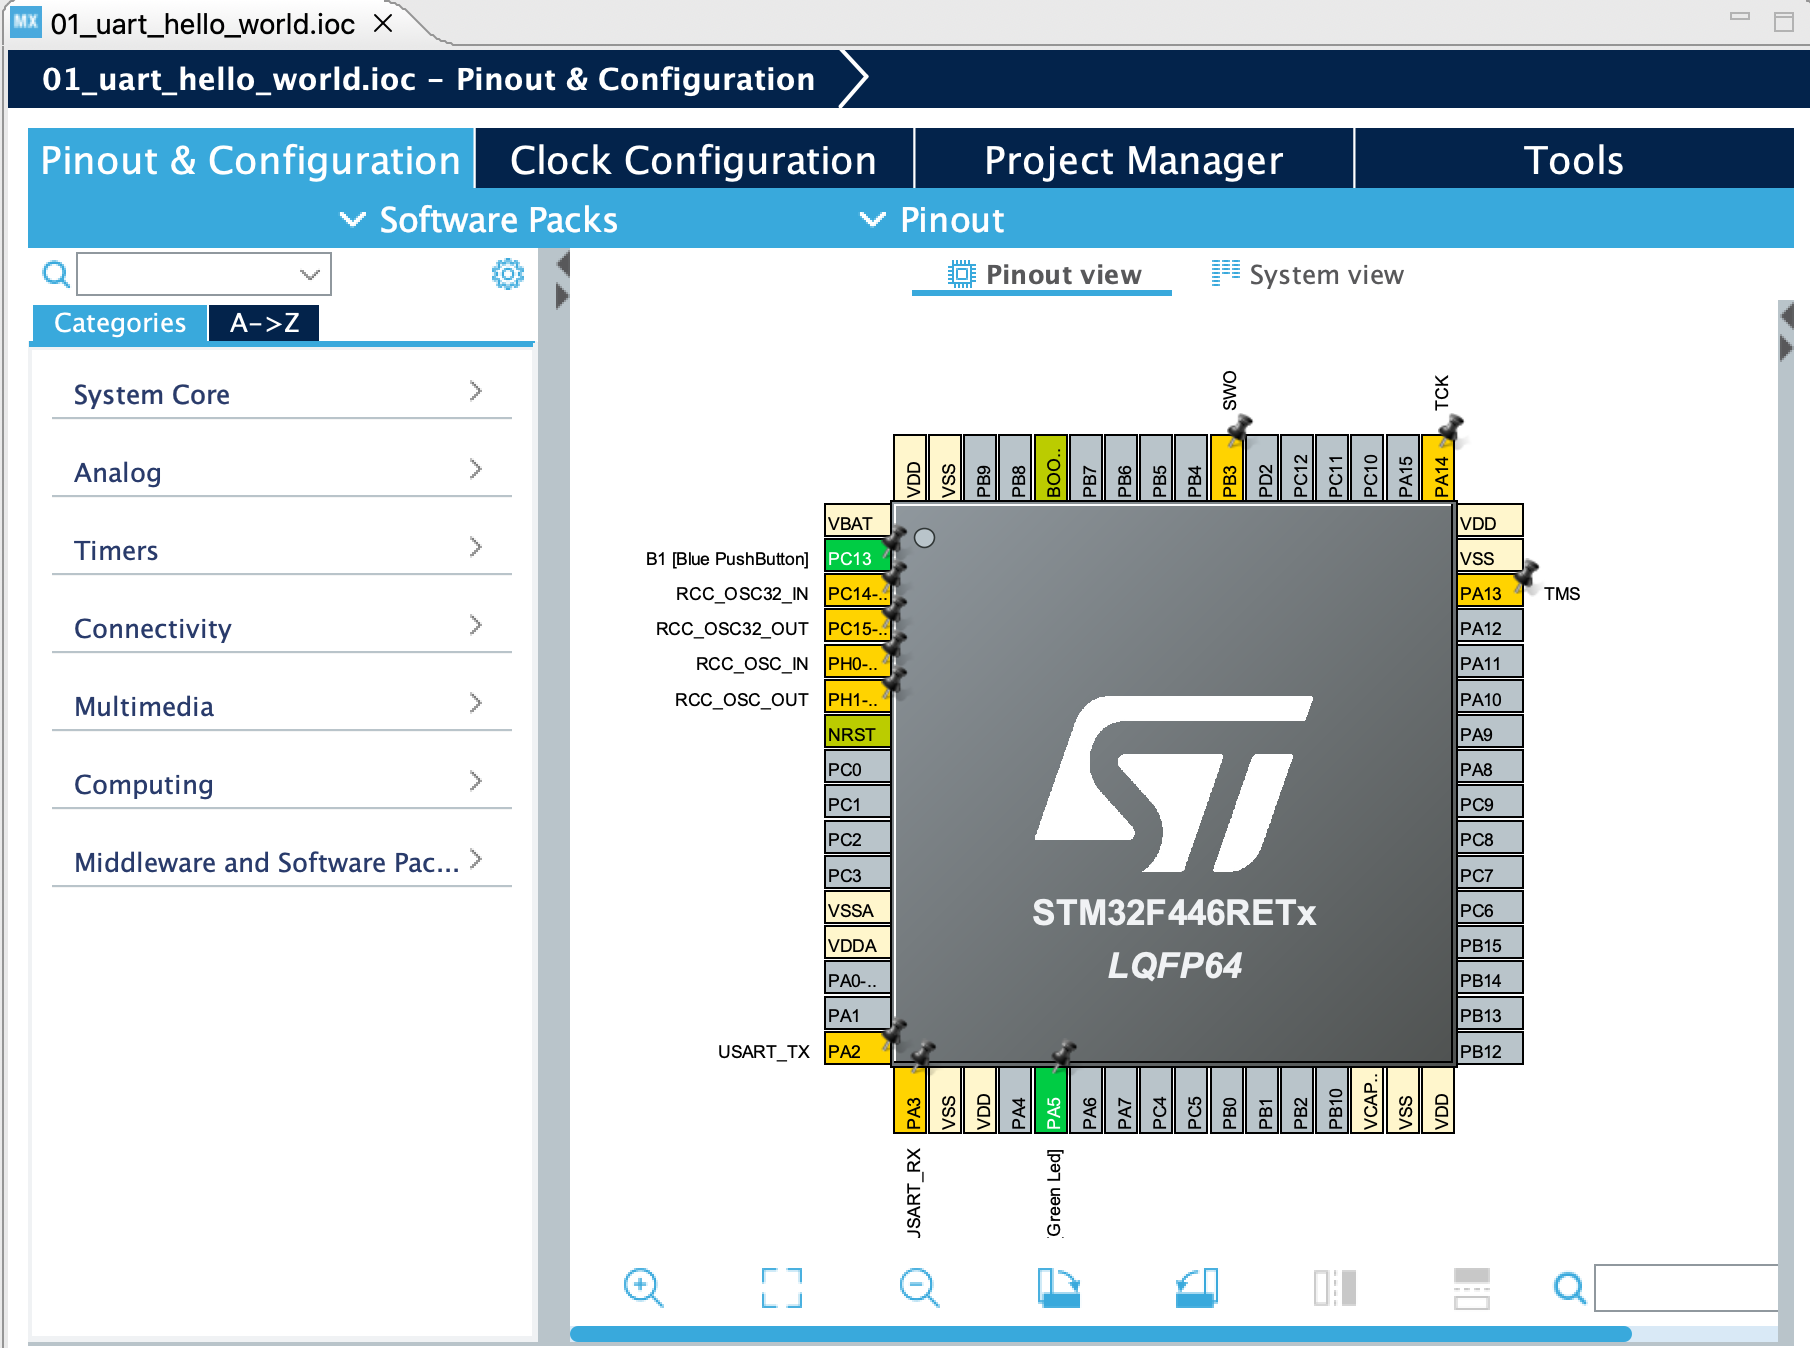 MX 01_uart_hello_world.ioc
01_uart_hello_world.ioc – Pinout & Configuration
Pinout & Configuration
Clock Configuration
Project Manager
Tools
Software Packs
Pinout
Categories
A->Z
System Core
Analog
Timers
Connectivity
Multimedia
Computing
Middleware and Software Pac...
Pinout view
System view
SWO
TCK
VDD
VSS
PB9
PB8
BOO..
PB7
PB6
PB5
PB4
PB3
PD2
PC12
PC11
PC10
PA15
PA14
VBAT
B1 [Blue PushButton] PC13
RCC_OSC32_IN PC14-..
RCC_OSC32_OUT PC15-..
RCC_OSC_IN PH0-..
RCC_OSC_OUT PH1-..
NRST
PC0
PC1
PC2
PC3
VSSA
VDDA
PA0-..
PA1
USART_TX PA2
ST
STM32F446RETx
LQFP64
VDD
VSS
PA13 TMS
PA12
PA11
PA10
PA9
PA8
PC9
PC8
PC7
PC6
PB15
PB14
PB13
PB12
PA3
VSS
VDD
PA4
PA5
PA6
PA7
PC4
PC5
PB0
PB1
PB2
PB10
VCAP..
VSS
VDD
USART_RX
[Green Led]